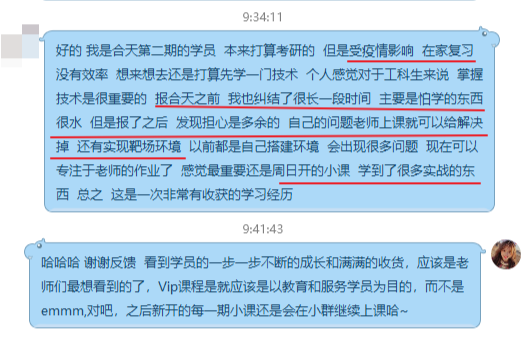 9:34:11
好的 我是合天第二期的学员 本来打算考研的 但是受疫情影响 在家复习
没有效率 想来想去还是打算先学一门技术 个人感觉对于工科生来说 掌握
技术是很重要的 报合天之前 我也纠结了很长一段时间 主要是怕学的东西
很水 但是报了之后 发现担心是多余的 自己的问题老师上课就可以给解决
掉 还有实现靶场环境 以前都是自己搭建环境 会出现很多问题 现在可以
专注于老师的作业了 感觉最重要还是周日开的小课 学到了很多实战的东
西 总之 这是一次非常有收获的学习经历
9:41:43
哈哈哈 谢谢反馈 看到学员的一步一步不断的成长和满满的收货，应该是老
师们最想看到的了，Vip课程是就应该是以教育和服务学员为目的，而不是
emmm,对吧，之后新开的每一期小课还是会在小群继续上课哈~